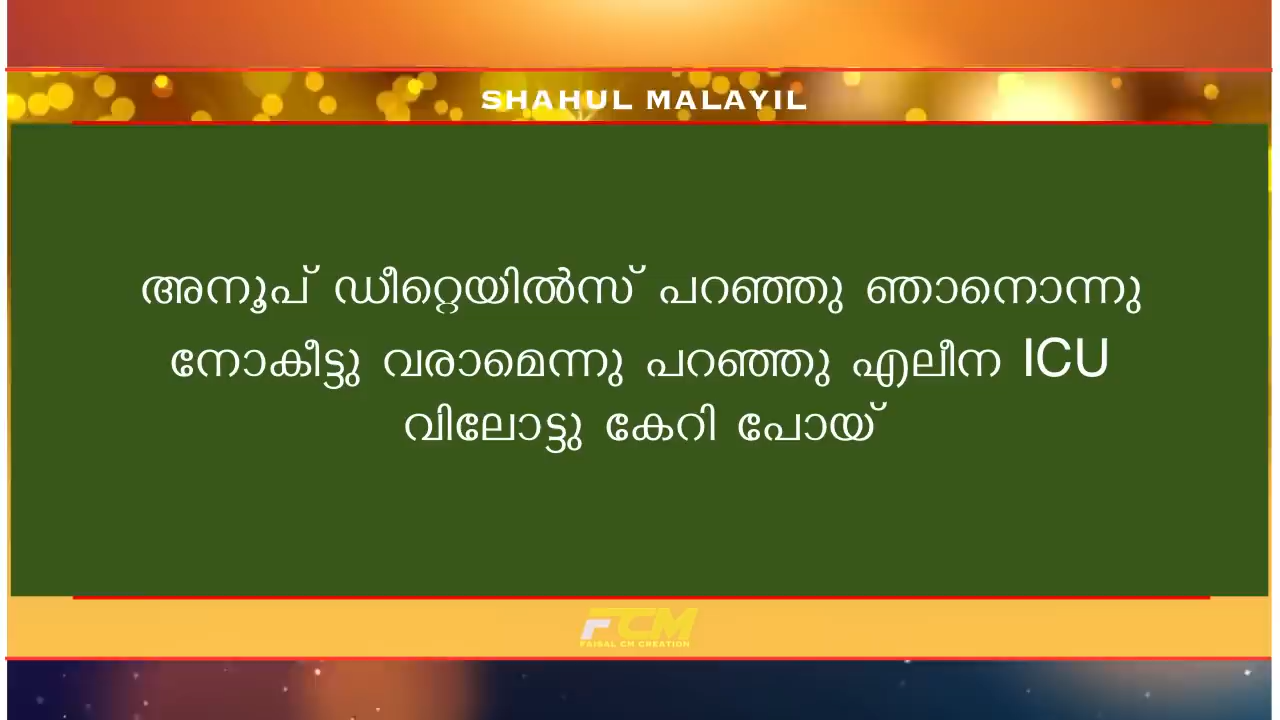 SHAHUL MALAYIL
അനൂപ് ഡീറ്റെയിൽസ് പറഞ്ഞു ഞാനൊന്നു
നോകീട്ടു വരാമെന്നു പറഞ്ഞു എലീന ICU
വിലോട്ടു കേറി പോയ്
FCM
FAISAL CM CREATION